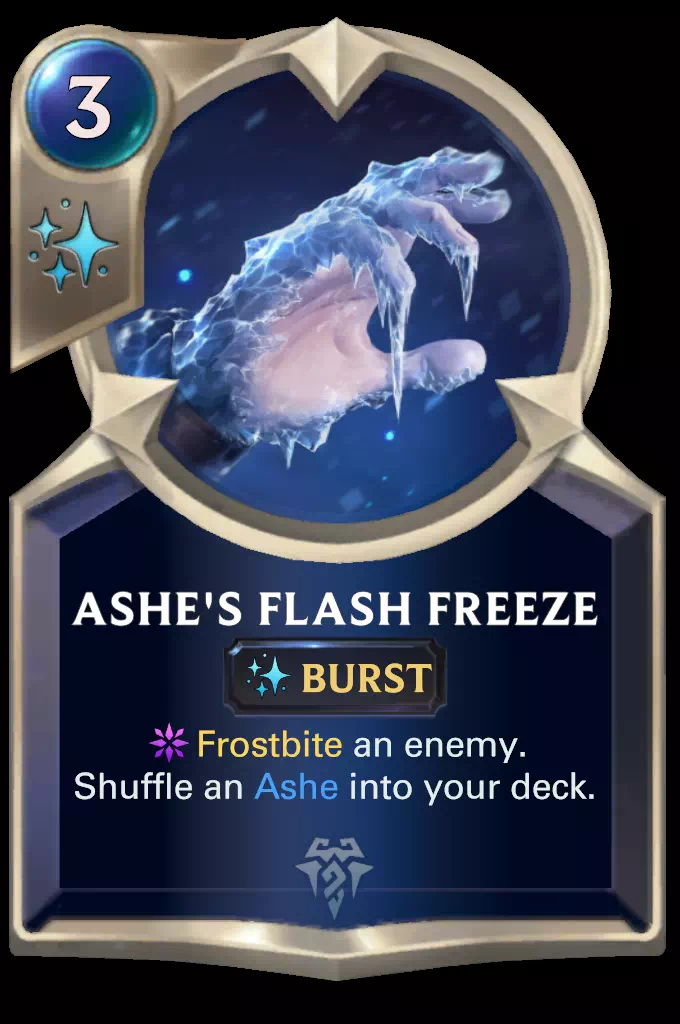 3
ASHE'S FLASH FREEZE
BURST
Frostbite an enemy.
Shuffle an Ashe into your deck.